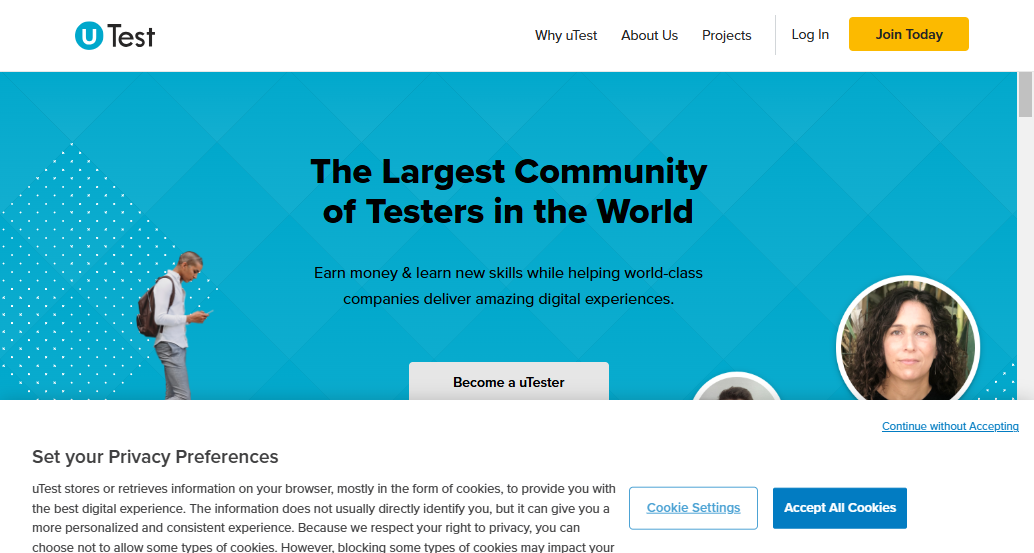 uTest
Why uTest
About Us
Projects
Log In
Join Today
The Largest Community
of Testers in the World
Earn money & learn new skills while helping world-class
companies deliver amazing digital experiences.
Become a uTester
Continue without Accepting
Set your Privacy Preferences
uTest stores or retrieves information on your browser, mostly in the form of cookies, to provide you with
the best digital experience. The information does not usually directly identify you, but it can give you a
more personalized and consistent experience. Because we respect your right to privacy, you can
choose not to allow some types of cookies. However, blocking some types of cookies may impact your
Cookie Settings
Accept All Cookies